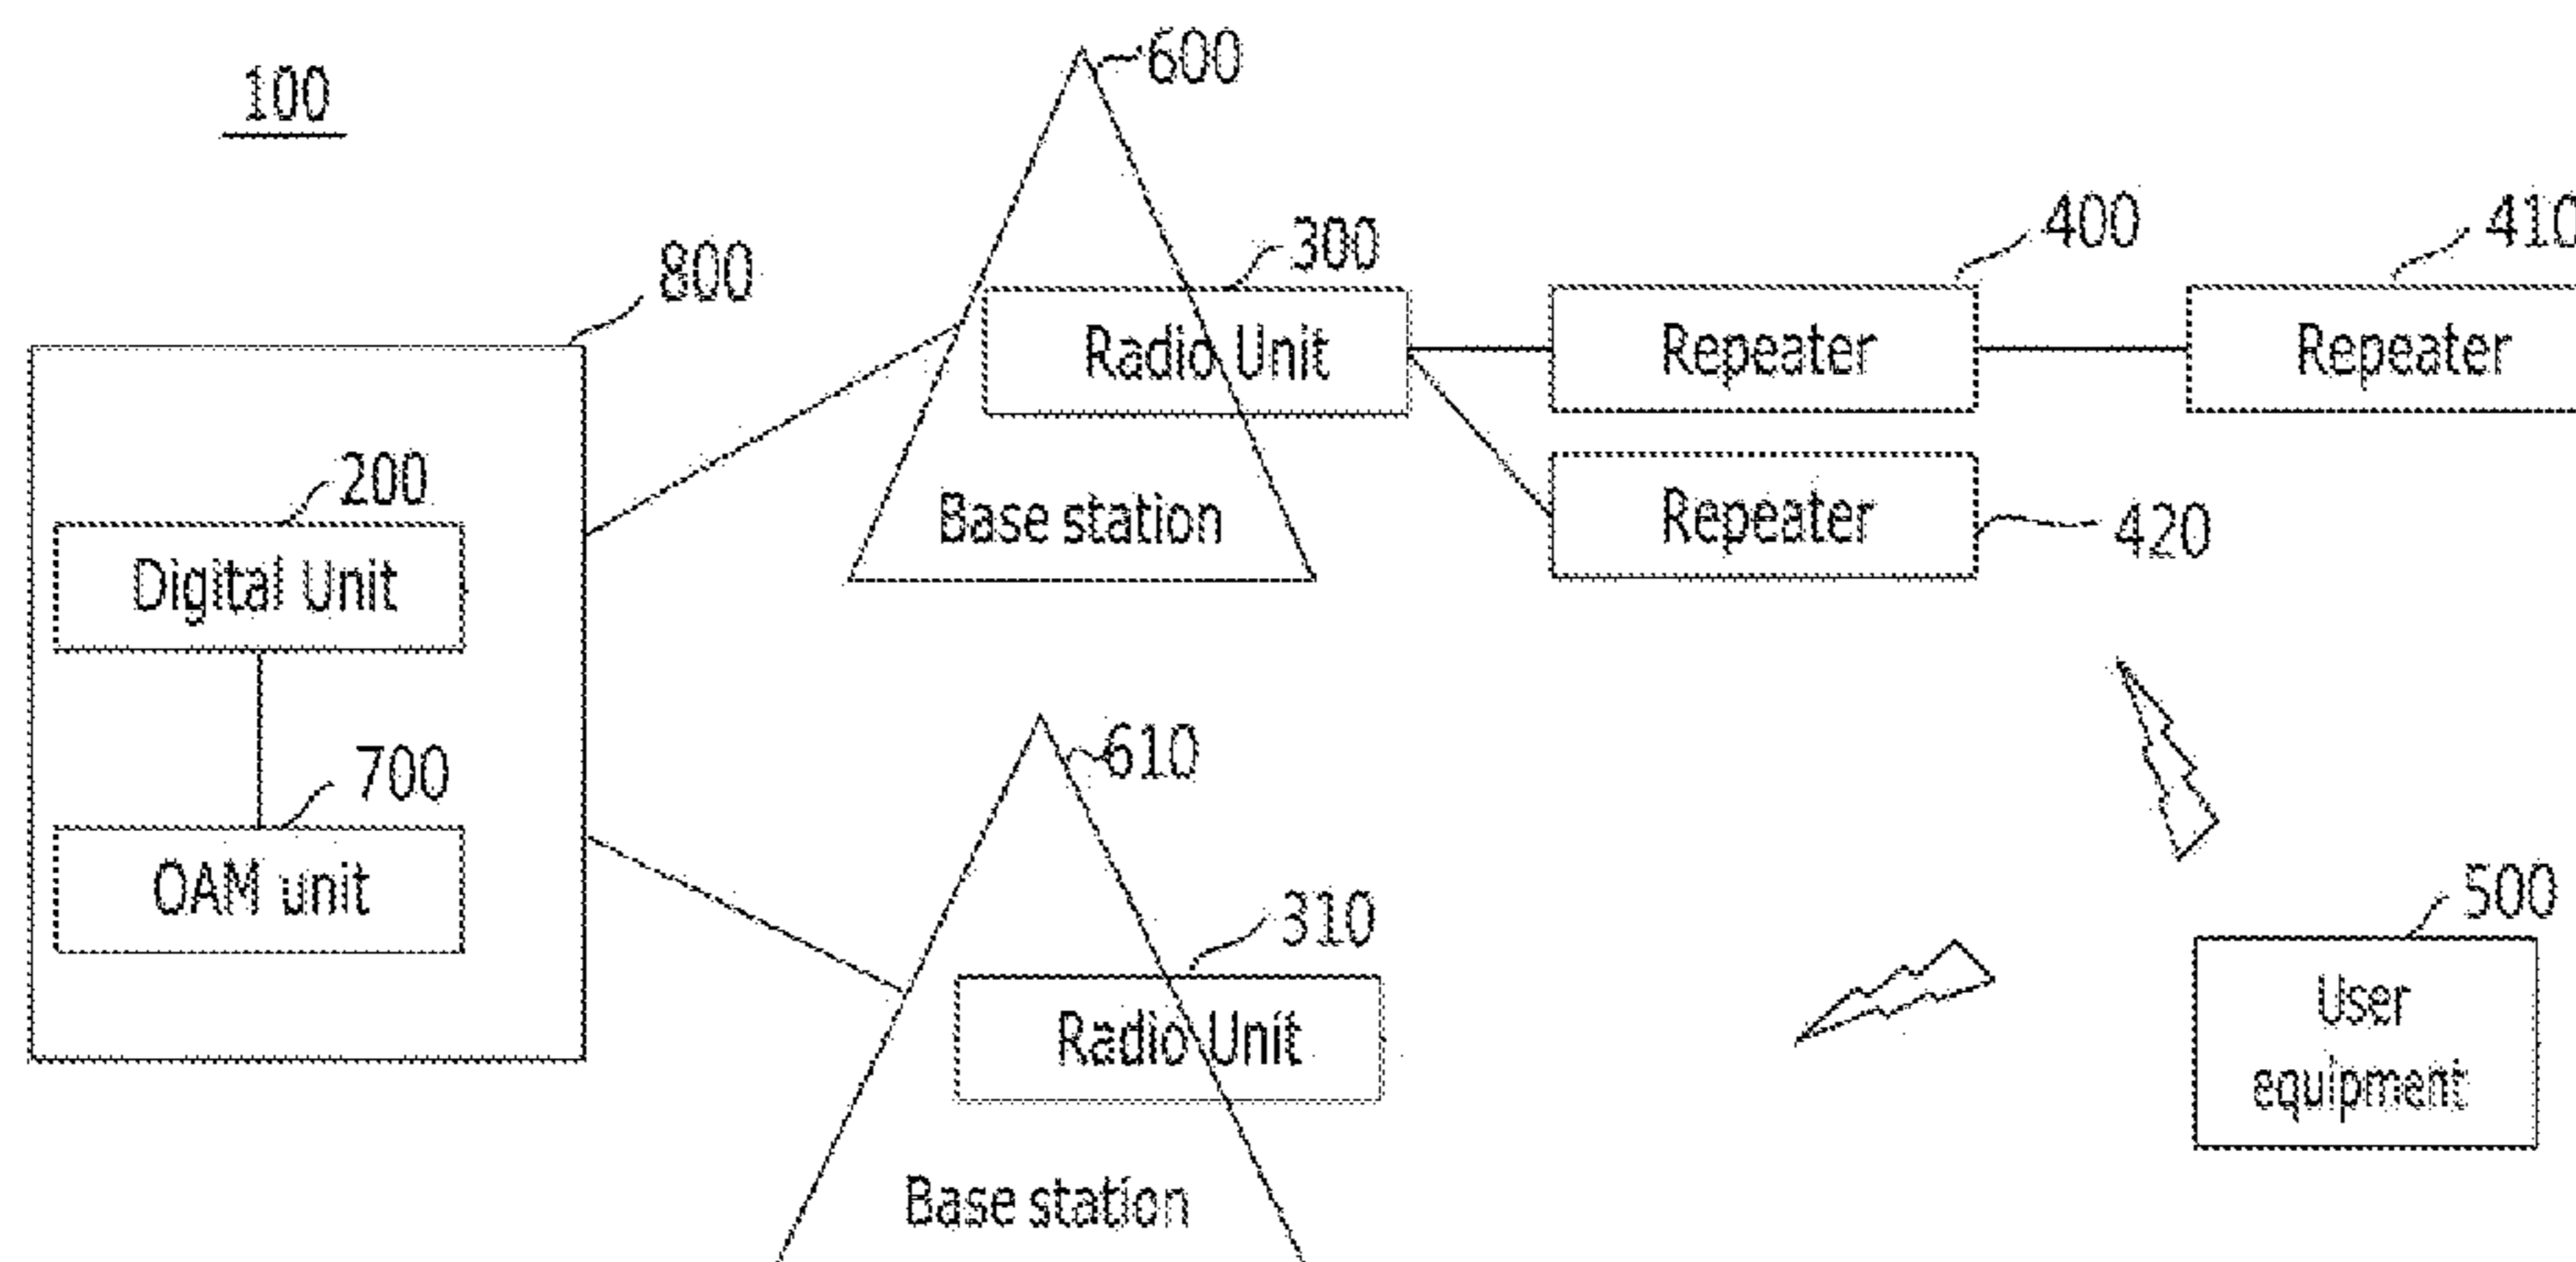 100
600
300
400
410
800
Radio Unit
Repeater
Repeater
200
Base station
Repeater
420
Digital Unit
700
610
OAM unit
310
500
Radio Unit
User
equipment
Base station